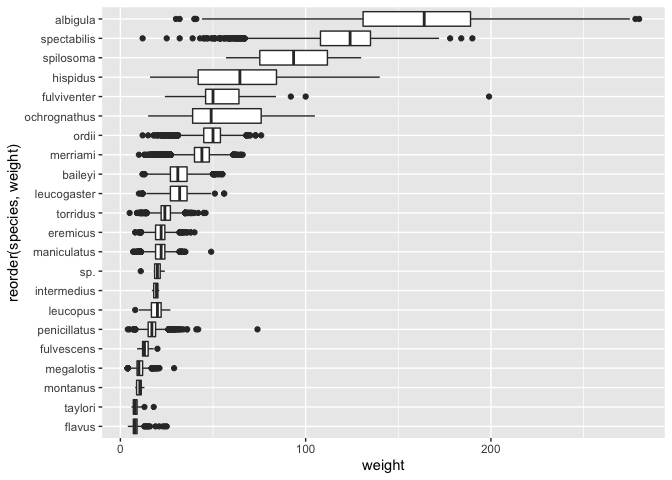 albigula
spectabilis
spilosoma
hispidus
fulviventer
ochrognathus
ordii
merriami
baileyi
leucogaster
torridus
eremicus
maniculatus
sp.
intermedius
leucopus
penicillatus
fulvescens
megalotis
montanus
taylori
flavus
reorder(species, weight)
0 100 200
weight